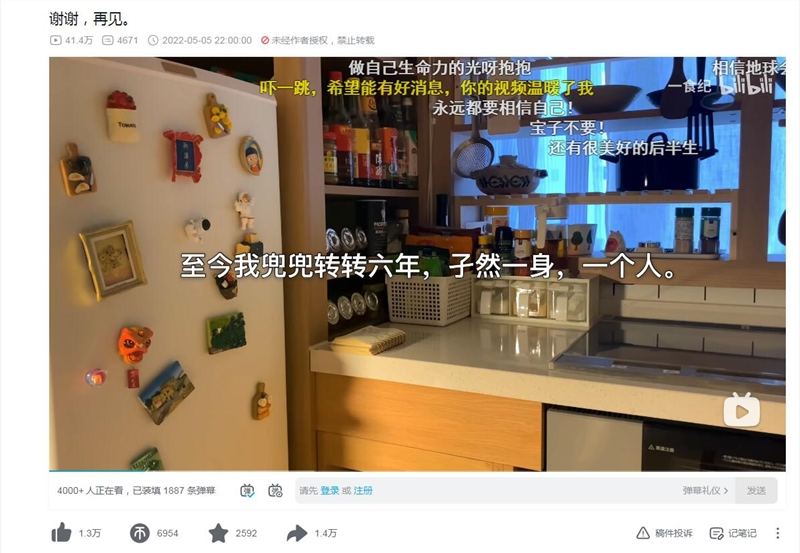 谢谢，再见。
41.4万 4671 2022-05-05 22:00:00 未经作者授权，禁止转载
做自己生命力的光呀抱抱
相信地球会
吓一跳，希望能有好消息，你的视频温暖了我
一食纪 bilibili
永远都要相信自己！
宝子不要！
还有很美好的后半生
TOMATO
至今我兜兜转转六年，孑然一身，一个人。
4000+ 人正在看，已装填 1887 条弹幕
请先 登录 或 注册
弹幕礼仪 >
发送
1.3万 6954 2592 1.4万
稿件投诉 记笔记